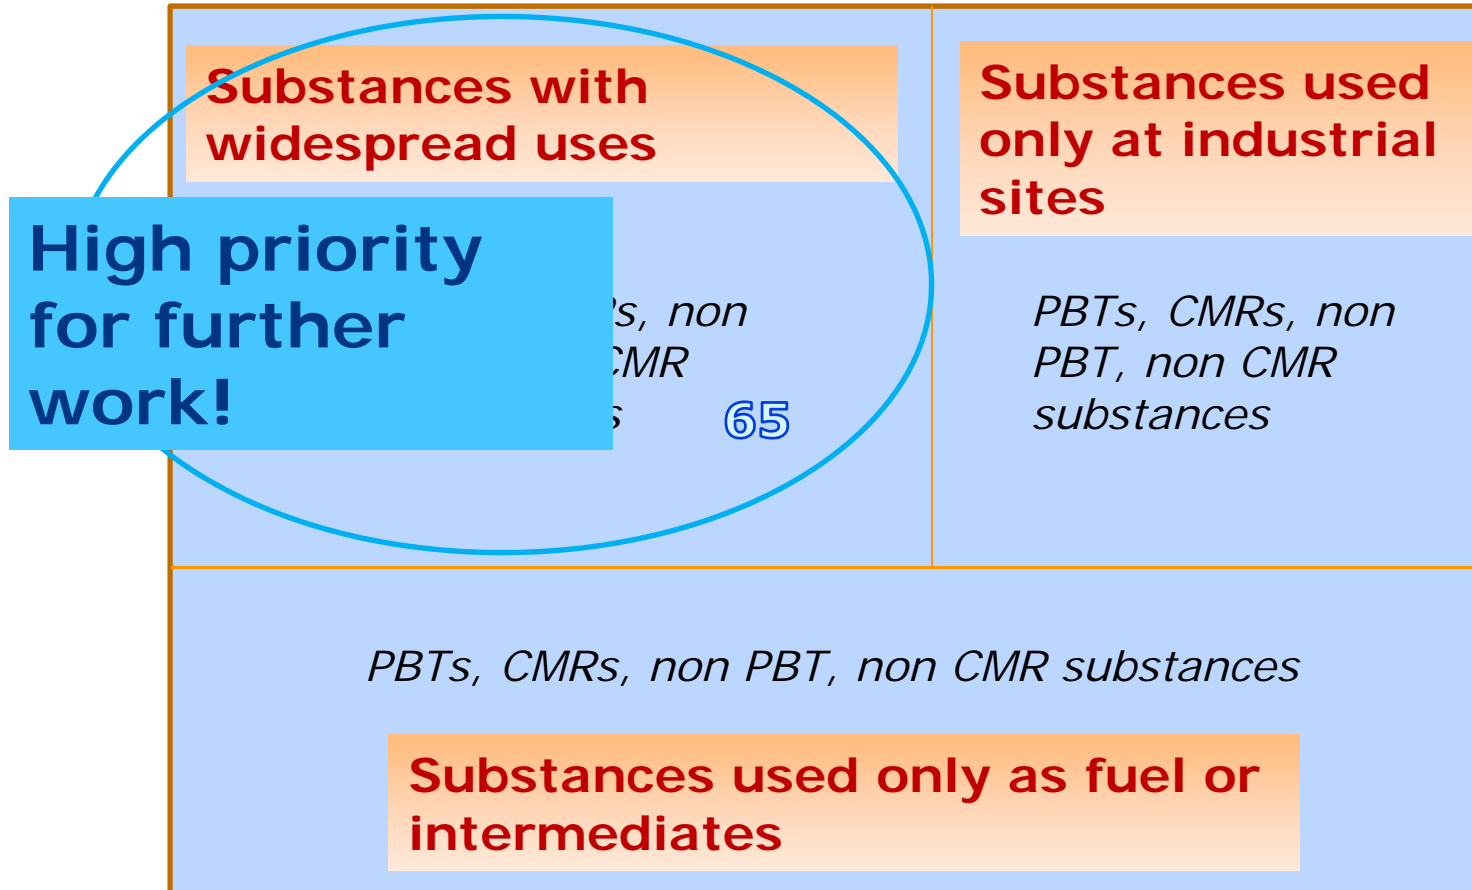 Substances with
widespread uses
Substances used
only at industrial
sites
High priority
for further
work!
, non
CMR
65
PBTs, CMRs, non
PBT, non CMR
substances
PBTs, CMRs, non PBT, non CMR substances
Substances used only as fuel or
intermediates